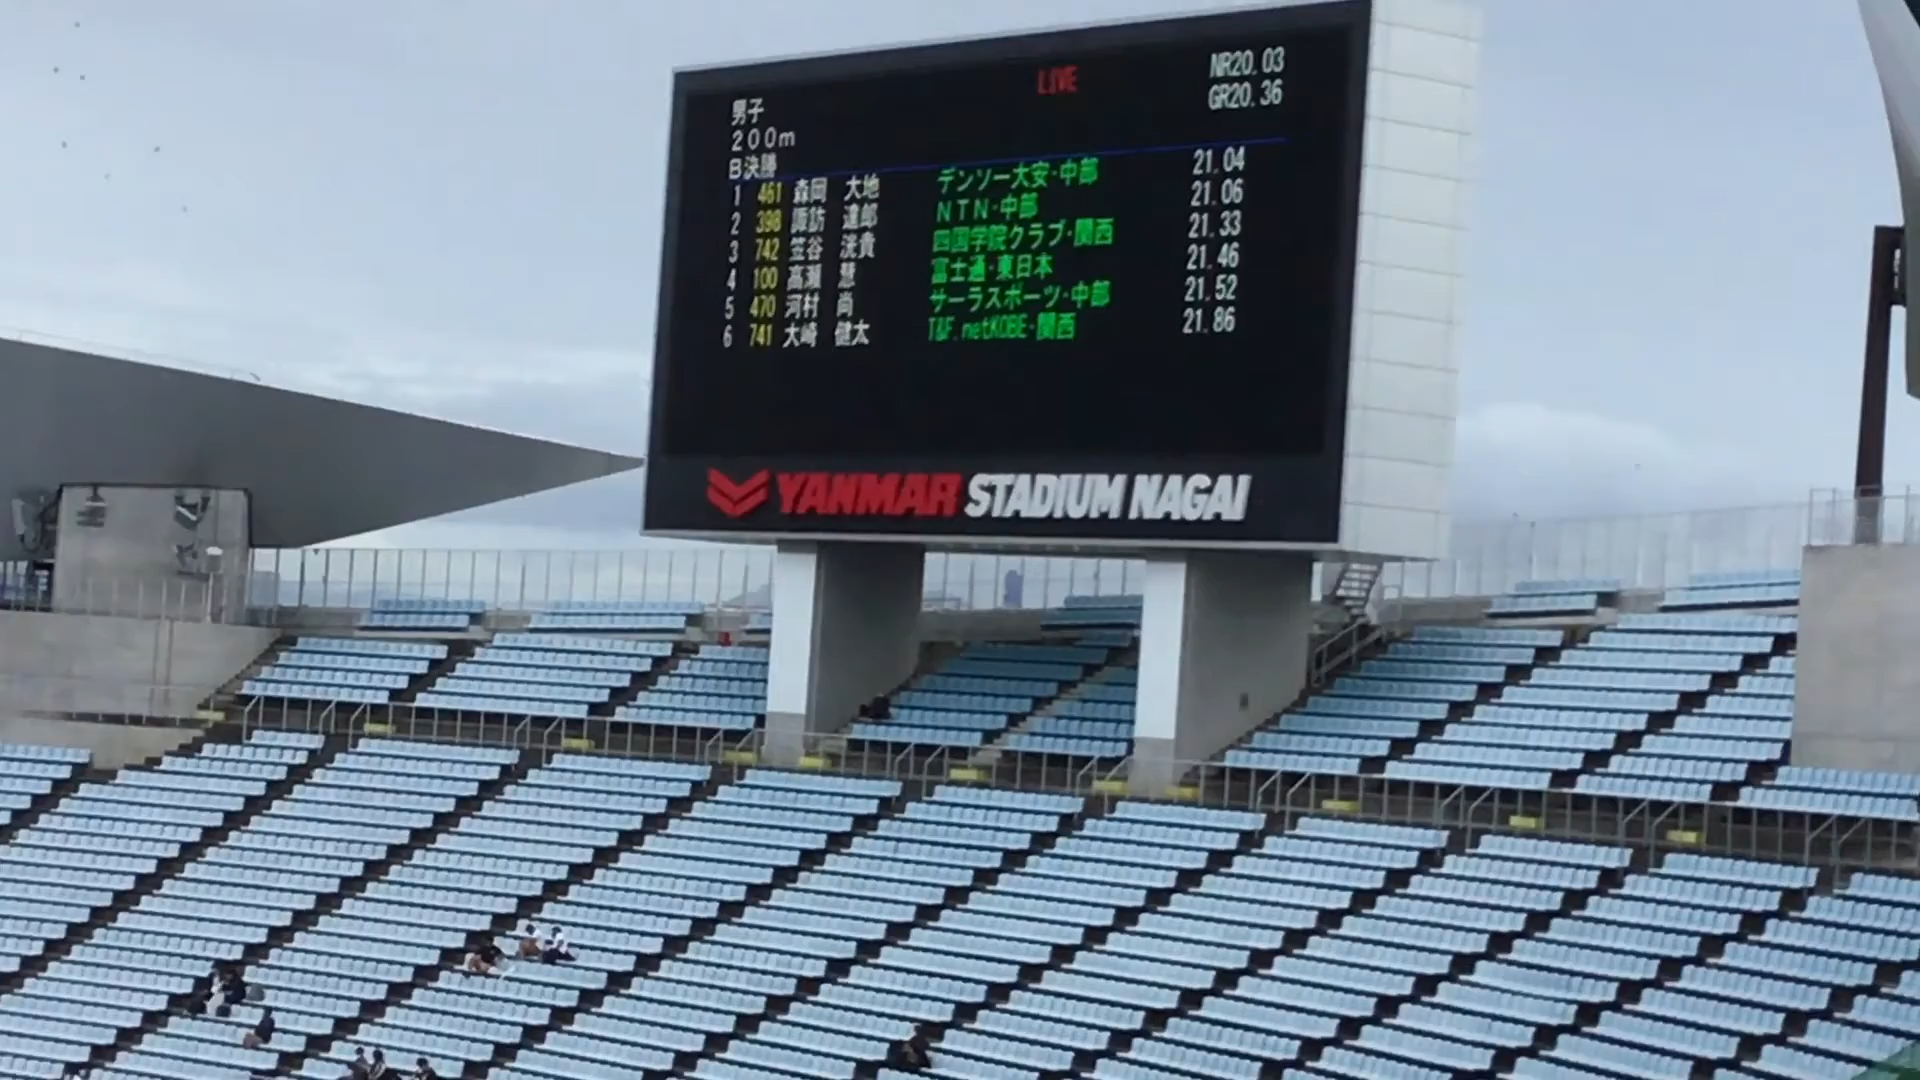 LIVE
NR20.03
GR20.36
男子
200m
B決勝
1 461 森岡 大地 デンソー大安・中部 21.04
2 398 諏訪 達郎 NTN・中部 21.06
3 742 笠谷 洸貴 四国学院クラブ・関西 21.33
4 100 高瀬 慧 富士通・東日本 21.46
5 470 河村 尚 サーラスポーツ・中部 21.52
6 741 大崎 健太 T&F.netKOBE・関西 21.86
YANMAR STADIUM NAGAI